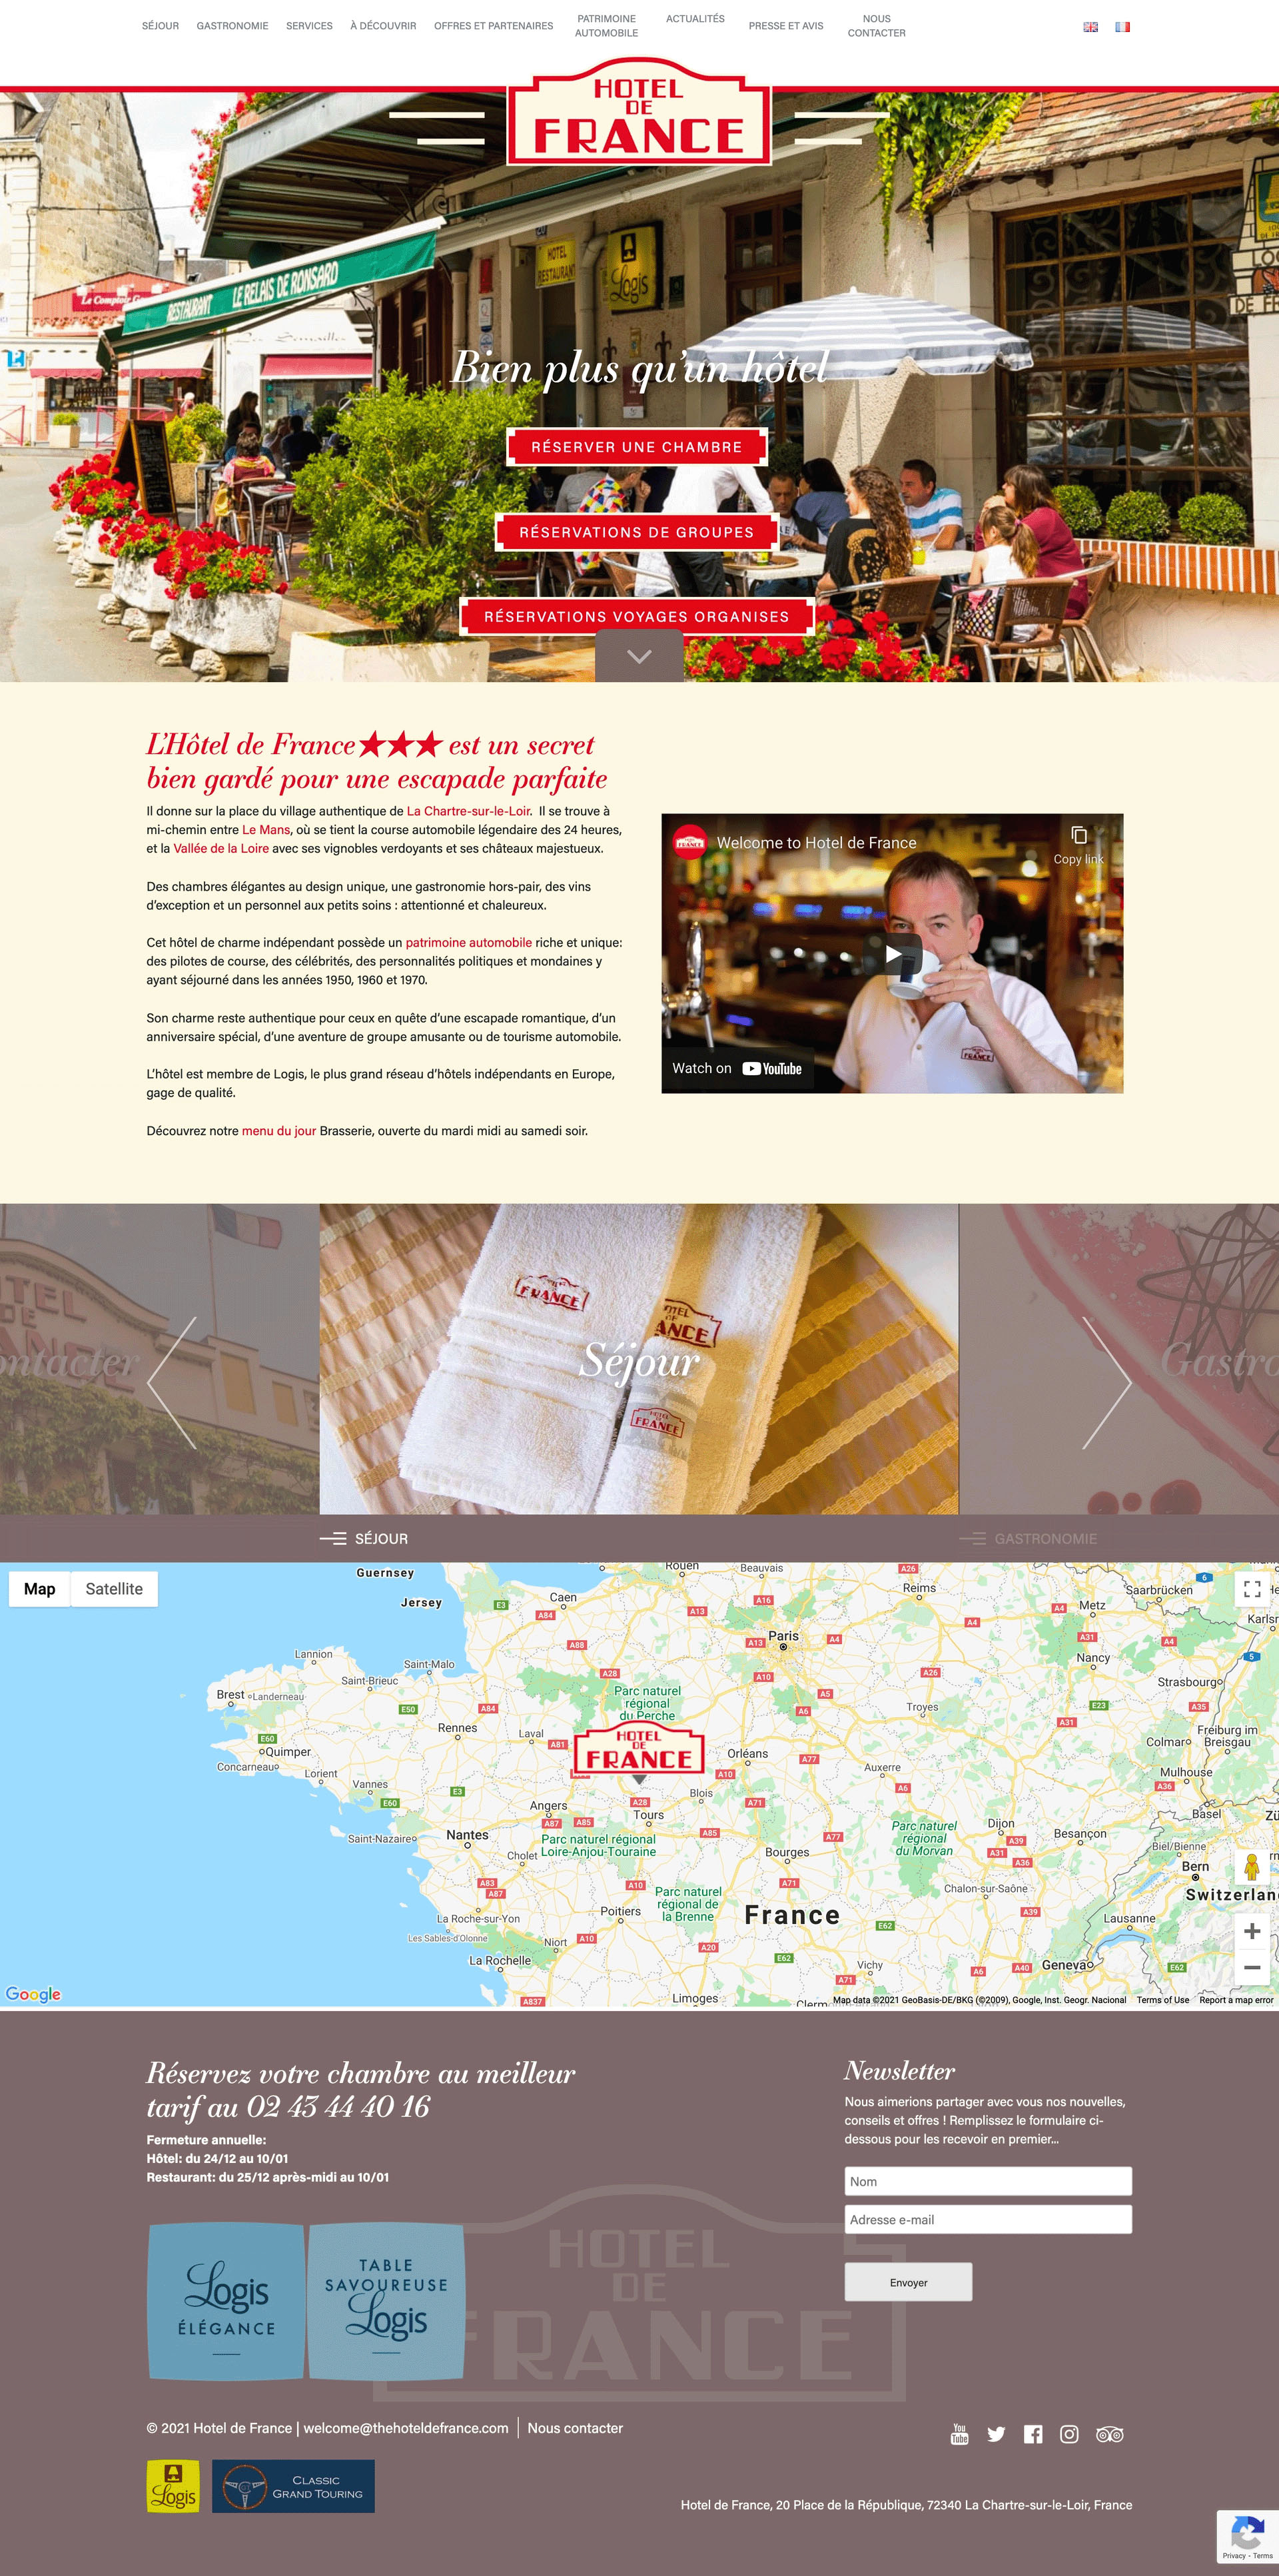 SÉJOUR
GASTRONOMIE
SERVICES
À DÉCOUVRIR
OFFRES ET PARTENAIRES
PATRIMOINE
AUTOMOBILE
ACTUALITÉS
PRESSE ET AVIS
NOUS
CONTACTER
HOTEL
DE
FRANCE
RESTAURANT LE RELAIS DE RONSARD
HOTEL
RESTAURANT
Logis
Bien plus qu'un hôtel
RÉSERVER UNE CHAMBRE
RÉSERVATIONS DE GROUPES
RÉSERVATIONS VOYAGES ORGANISES
L'Hôtel de France★★★ est un secret
bien gardé pour une escapade parfaite
Il donne sur la place du village authentique de La Chartre-sur-le-Loir. Il se trouve à
mi-chemin entre Le Mans, où se tient la course automobile légendaire des 24 heures,
et la Vallée de la Loire avec ses vignobles verdoyants et ses châteaux majestueux.
Des chambres élégantes au design unique, une gastronomie hors-pair, des vins
d'exception et un personnel aux petits soins : attentionné et chaleureux.
Cet hôtel de charme indépendant possède un patrimoine automobile riche et unique:
des pilotes de course, des célébrités, des personnalités politiques et mondaines y
ayant séjourné dans les années 1950, 1960 et 1970.
Son charme reste authentique pour ceux en quête d'une escapade romantique, d'un
anniversaire spécial, d'une aventure de groupe amusante ou de tourisme automobile.
L'hôtel est membre de Logis, le plus grand réseau d'hôtels indépendants en Europe,
gage de qualité.
Découvrez notre menu du jour Brasserie, ouverte du mardi midi au samedi soir.
Welcome to Hotel de France
Copy link
Watch on YouTube
ontacter
Séjour
Gastro
SÉJOUR
GASTRONOMIE
Map
Satellite
Guernsey
Jersey
Rouen
Beauvais
Caen
Reims
Saarbrücken
Metz
Karlsr
Paris
Lannion
Saint-Malo
Saint-Brieuc
Nancy
Strasbourg
Brest
Landerneau
Parc naturel
régional
du Perche
Troyes
Rennes
Laval
Freiburg im
Breisgau
Colmar
Quimper
Concarneau
Lorient
Vannes
HOTEL
DE
FRANCE
Orléans
Auxerre
Mulhouse
Blois
Angers
Tours
Basel
Zü
Saint-Nazaire
Nantes
Parc naturel régional
Loire-Anjou-Touraine
Parc naturel
régional
du Morvan
Dijon
Besançon
Biel/Bienne
Cholet
Bourges
Bern
Switzerlan
Poitiers
Parc naturel
régional de
la Brenne
France
Chalon-sur-Saône
La Roche-sur-Yon
Les Sables-d'Olonne
Lausanne
Niort
La Rochelle
Vichy
Geneva
Limoges
Google
Map data ©2021 GeoBasis-DE/BKG (©2009), Google, Inst. Geogr. Nacional
Terms of Use
Report a map error
Réservez votre chambre au meilleur
tarif au 02 43 44 40 16
Fermeture annuelle:
Hôtel: du 24/12 au 10/01
Restaurant: du 25/12 après-midi au 10/01
Newsletter
Nous aimerions partager avec vous nos nouvelles,
conseils et offres ! Remplissez le formulaire ci-
dessous pour les recevoir en premier...
Nom
Adresse e-mail
Envoyer
Logis
ÉLÉGANCE
TABLE
SAVOUREUSE
Logis
HOTEL
DE
FRANCE
© 2021 Hotel de France | welcome@thehoteldefrance.com
Nous contacter
You
Tube
Logis
CLASSIC
GRAND TOURING
Hotel de France, 20 Place de la République, 72340 La Chartre-sur-le-Loir, France
Privacy - Terms